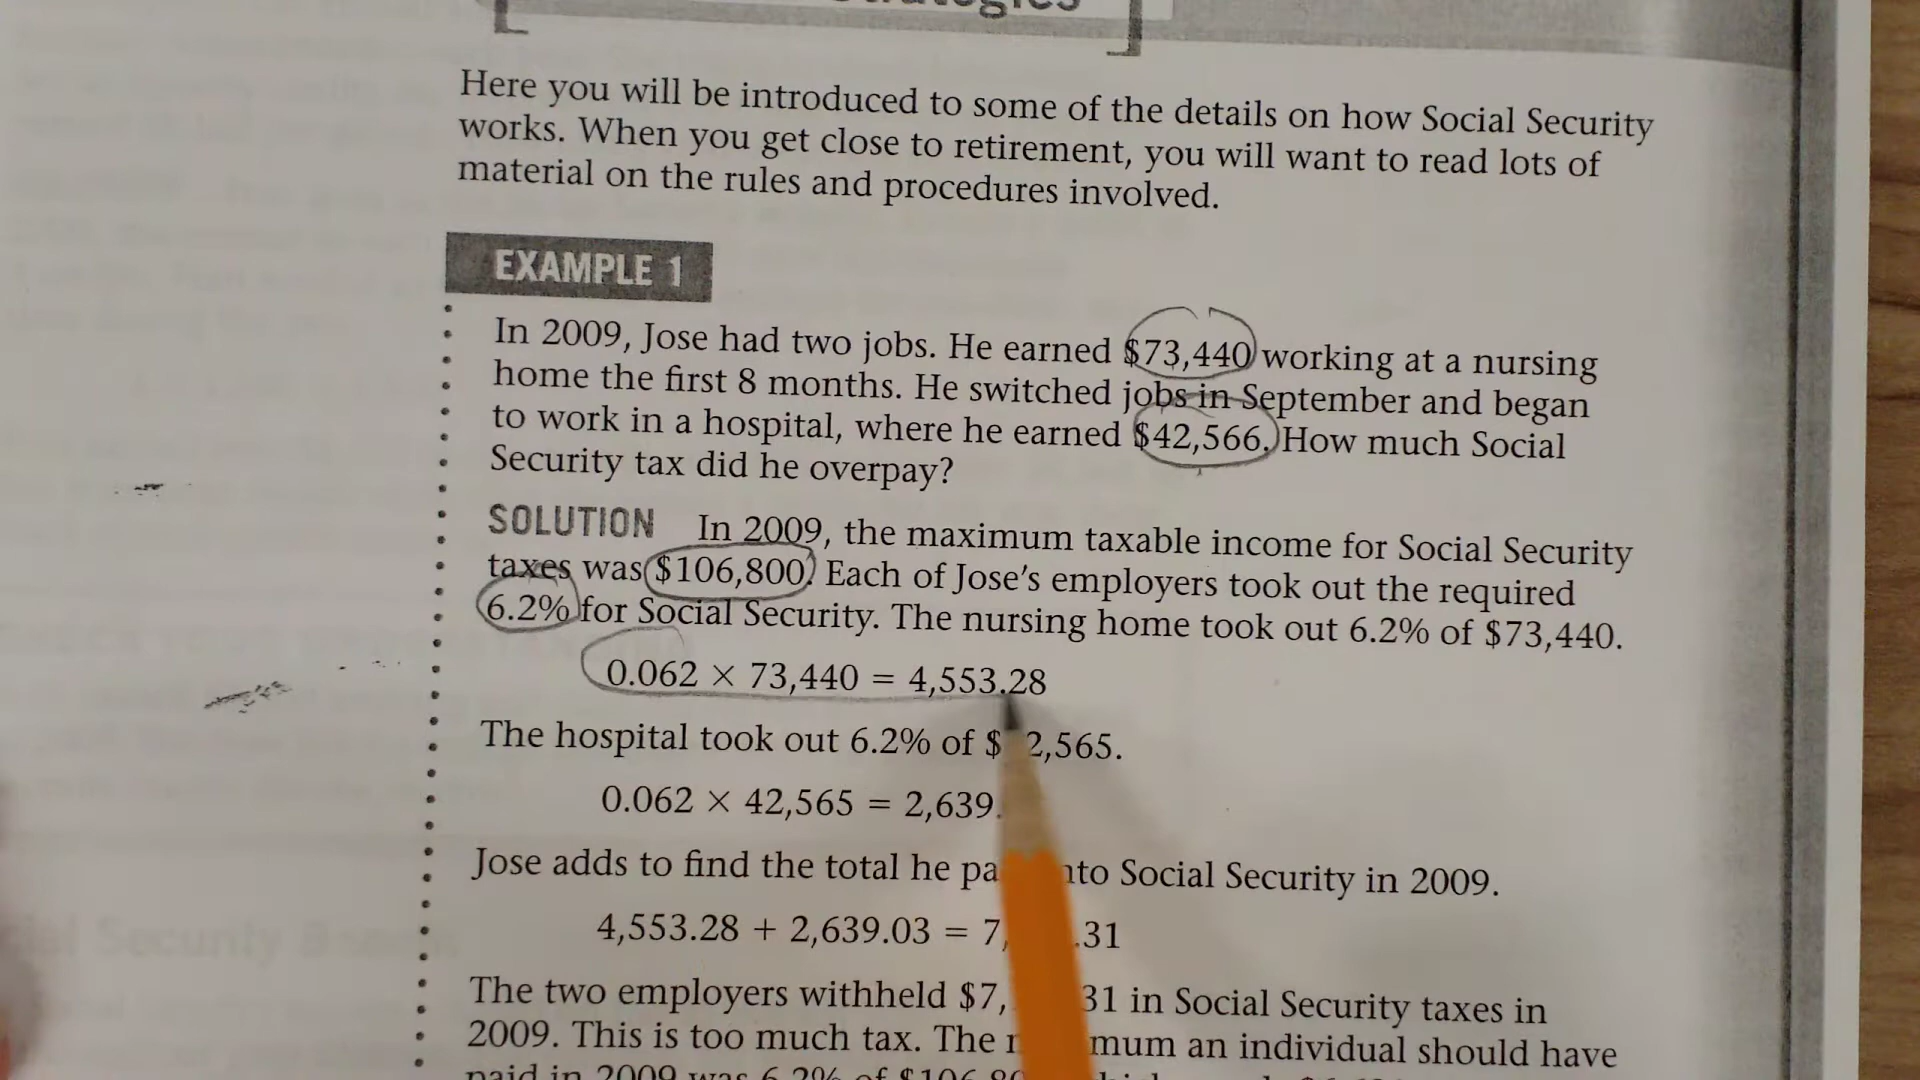 Here you will be introduced to some of the details on how Social Security
works. When you get close to retirement, you will want to read lots of
material on the rules and procedures involved.
EXAMPLE 1
In 2009, Jose had two jobs. He earned $73,440 working at a nursing
home the first 8 months. He switched jobs in September and began
to work in a hospital, where he earned $42,566. How much Social
Security tax did he overpay?
SOLUTION In 2009, the maximum taxable income for Social Security
taxes was $106,800. Each of Jose's employers took out the required
6.2% for Social Security. The nursing home took out 6.2% of $73,440.
0.062 × 73,440 = 4,553.28
The hospital took out 6.2% of $ 2,565.
0.062 × 42,565 = 2,639.
Jose adds to find the total he pa nto Social Security in 2009.
4,553.28 + 2,639.03 = 7, .31
The two employers withheld $7, 31 in Social Security taxes in
2009. This is too much tax. The mum an individual should have
paid in 2009 was 6.2% of $106,80